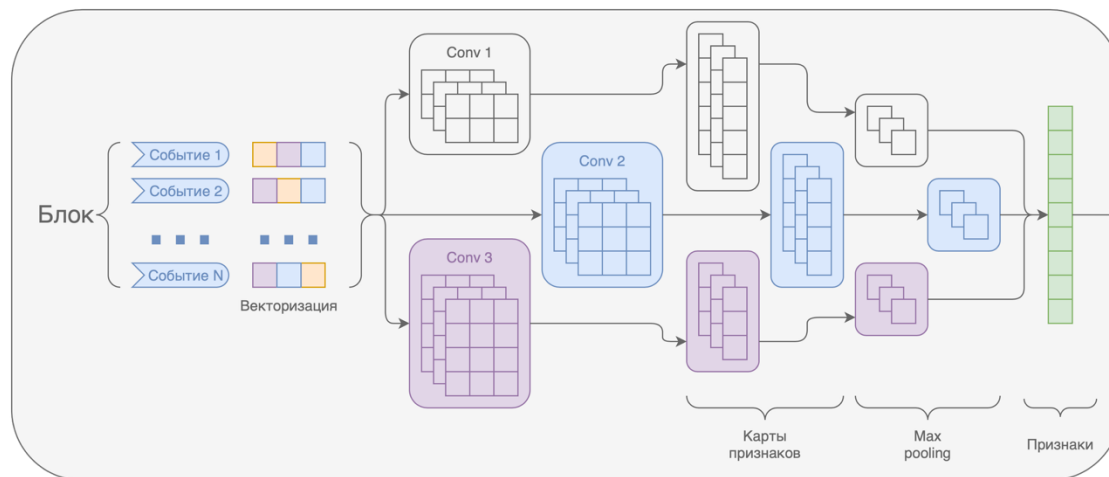 Conv 1
Событие 1
Conv 2
Событие 2
Блок
Conv 3
Событие N
Векторизация
Карты
признаков
Max
pooling
Признаки